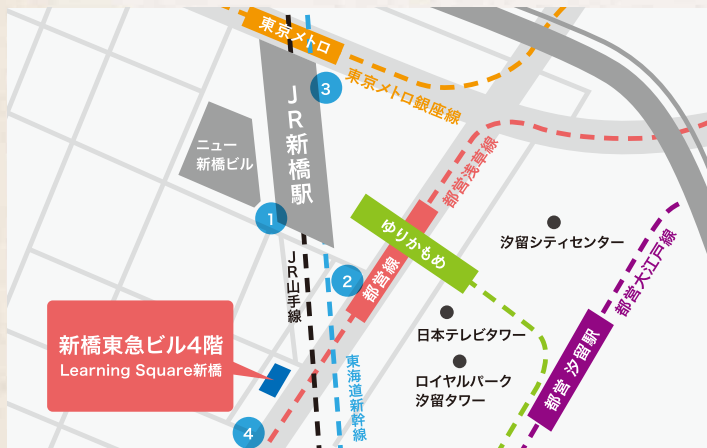 東京メトロ
東京メトロ銀座線
3
JR新橋駅
ニュー
新橋ビル
都営浅草線
1
ゆりかもめ
汐留シティセンター
都営大江戸線
JR山手線
2
都営線
日本テレビタワー
新橋東急ビル4階
Learning Square新橋
東海道新幹線
ロイヤルパーク
汐留タワー
都営 汐留駅
4